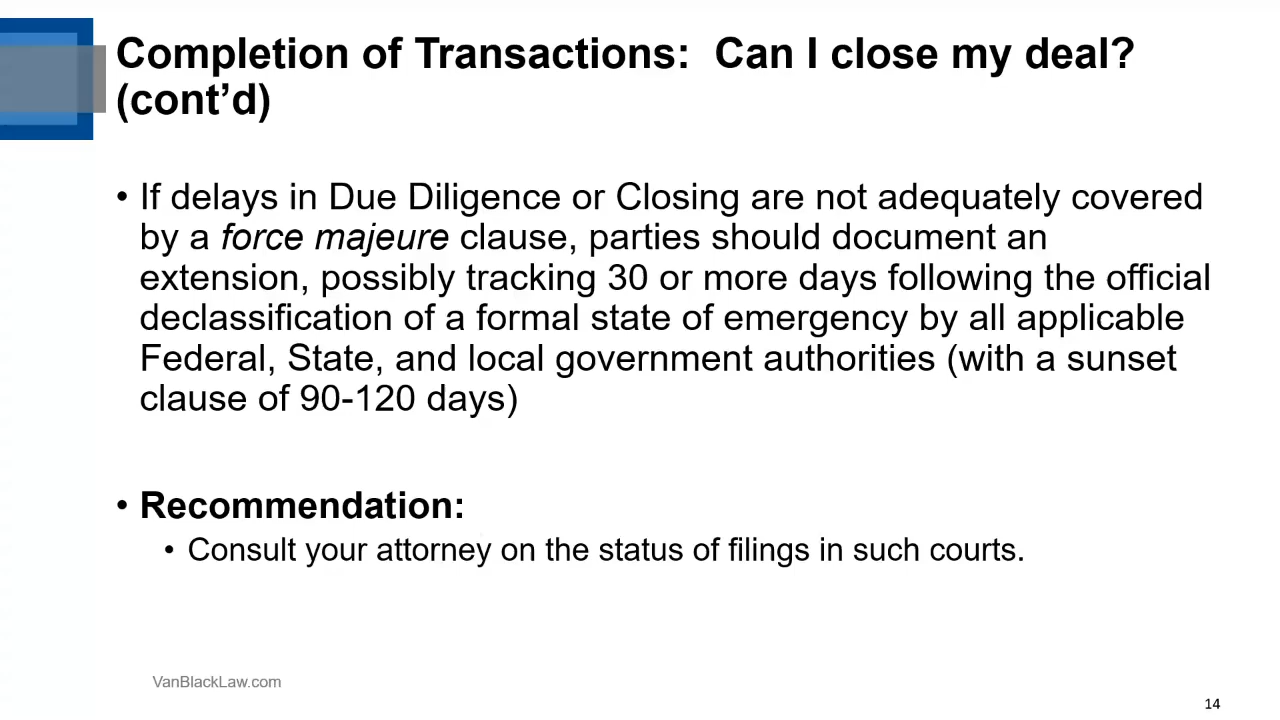 Completion of Transactions:  Can I close my deal?
(cont’d)
• If delays in Due Diligence or Closing are not adequately covered
by a force majeure clause, parties should document an
extension, possibly tracking 30 or more days following the official
declassification of a formal state of emergency by all applicable
Federal, State, and local government authorities (with a sunset
clause of 90-120 days)
• Recommendation:
• Consult your attorney on the status of filings in such courts.
VanBlackLaw.com
14